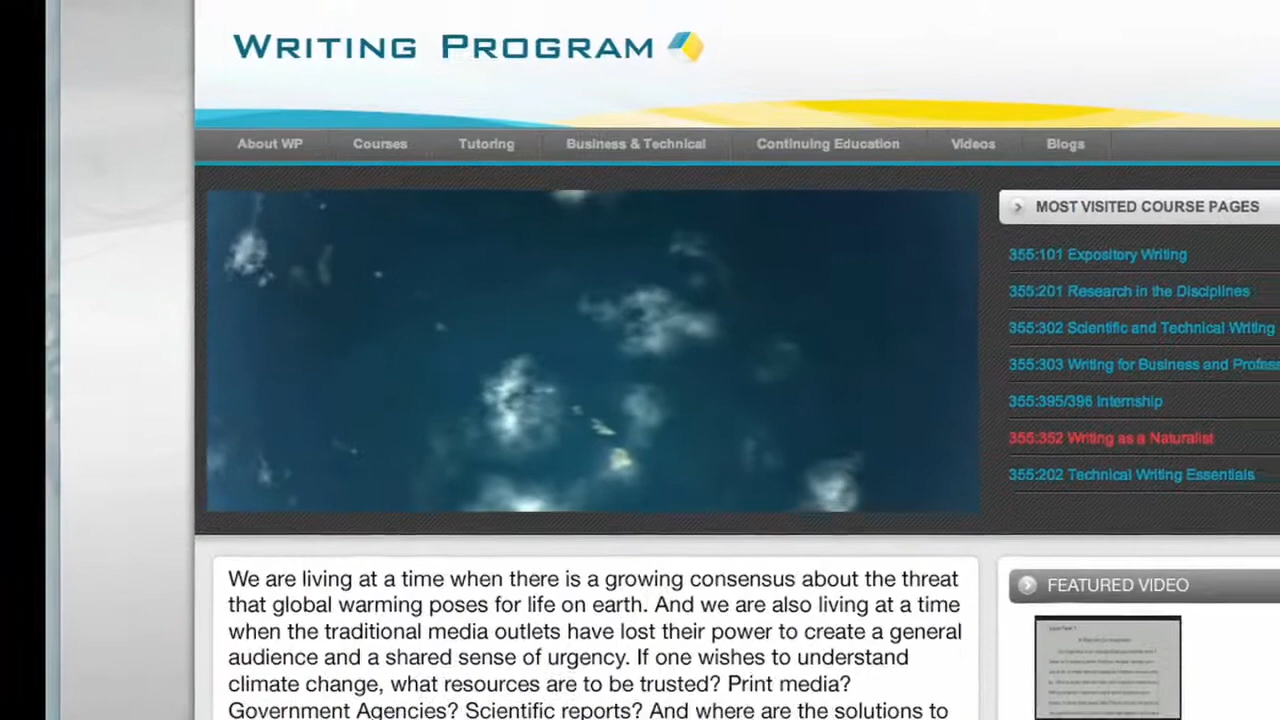 WRITING PROGRAM
About WP Courses Tutoring Business & Technical Continuing Education Videos Blogs
MOST VISITED COURSE PAGES
355:101 Expository Writing
355:201 Research in the Disciplines
355:302 Scientific and Technical Writing
355:303 Writing for Business and Profess
355:395/396 Internship
355:352 Writing as a Naturalist
355:202 Technical Writing Essentials
We are living at a time when there is a growing consensus about the threat
that global warming poses for life on earth. And we are also living at a time
when the traditional media outlets have lost their power to create a general
audience and a shared sense of urgency. If one wishes to understand
climate change, what resources are to be trusted? Print media?
Government Agencies? Scientific reports? And where are the solutions to
FEATURED VIDEO